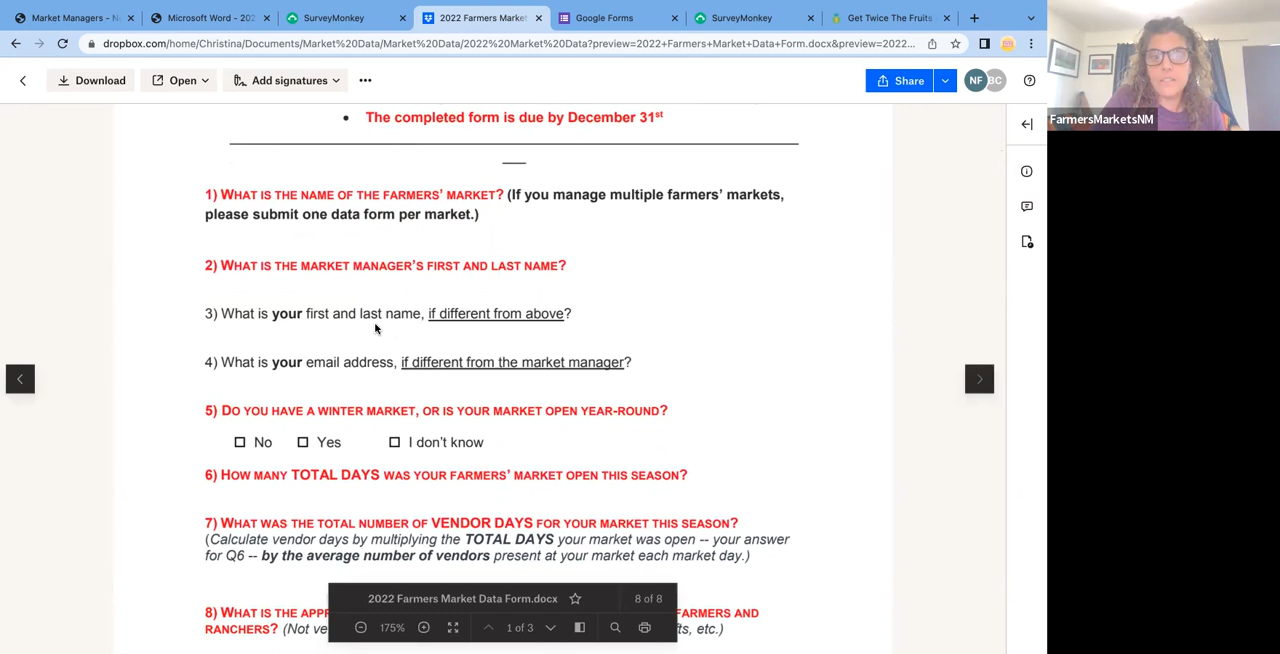 Market Managers - N
Microsoft Word - 202
SurveyMonkey
2022 Farmers Market
Google Forms
SurveyMonkey
Get Twice The Fruits
dropbox.com/home/Christina/Documents/Market%20Data/Market%20Data/2022%20Market%20Data?preview=2022+Farmers+Market+Data+Form.docx&preview=2022...
Download
Open
Add signatures
Share
NF
BC
FarmersMarketsNM
• The completed form is due by December 31st
1) WHAT IS THE NAME OF THE FARMERS' MARKET? (If you manage multiple farmers' markets,
please submit one data form per market.)
2) WHAT IS THE MARKET MANAGER'S FIRST AND LAST NAME?
3) What is your first and last name, if different from above?
4) What is your email address, if different from the market manager?
5) DO YOU HAVE A WINTER MARKET, OR IS YOUR MARKET OPEN YEAR-ROUND?
No Yes I don't know
6) HOW MANY TOTAL DAYS WAS YOUR FARMERS' MARKET OPEN THIS SEASON?
7) WHAT WAS THE TOTAL NUMBER OF VENDOR DAYS FOR YOUR MARKET THIS SEASON?
(Calculate vendor days by multiplying the TOTAL DAYS your market was open -- your answer
for Q6 -- by the average number of vendors present at your market each market day.)
8) WHAT IS THE FARMERS AND
RANCHERS? (Not etc.)
2022 Farmers Market Data Form.docx
8 of 8
175%
1 of 3